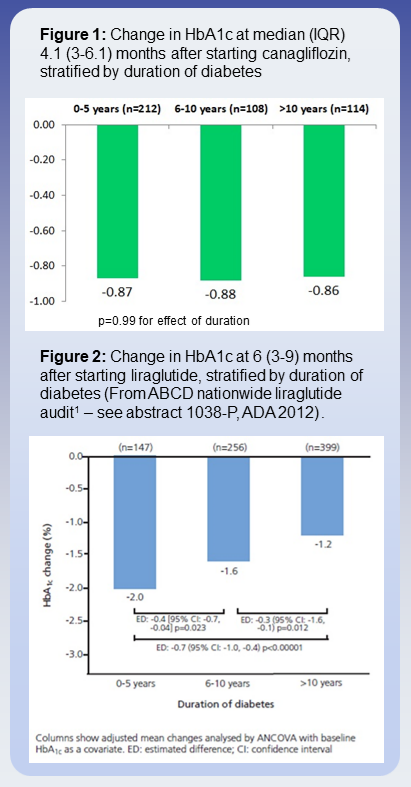 Figure 1: Change in HbA1c at median (IQR)
4.1 (3-6.1) months after starting canagliflozin,
stratified by duration of diabetes
0-5 years (n=212) 6-10 years (n=108) >10 years (n=114)
0.00
-0.20
-0.40
-0.60
-0.80
-1.00
-0.87
-0.88
-0.86
p=0.99 for effect of duration
Figure 2: Change in HbA1c at 6 (3-9) months
after starting liraglutide, stratified by duration of
diabetes (From ABCD nationwide liraglutide
audit¹ – see abstract 1038-P, ADA 2012).
(n=147) (n=256) (n=399)
0.0
-0.5
-1.0
-1.5
-2.0
-2.5
-3.0
HbA1c change (%)
-2.0
-1.6
-1.2
ED: -0.4 [95% CI: -0.7,
-0.04] p=0.023
ED: -0.3 (95% CI: -1.6,
-0.1) p=0.012
ED: -0.7 (95% CI: -1.0, -0.4) p<0.00001
0-5 years 6-10 years >10 years
Duration of diabetes
Columns show adjusted mean changes analysed by ANCOVA with baseline
HbA1c as a covariate. ED: estimated difference; CI: confidence interval